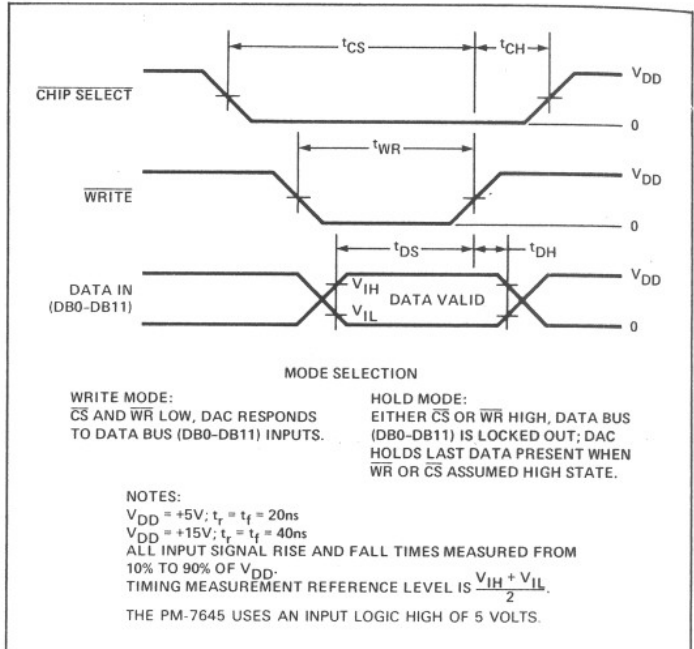 tCS
tCH
CHIP SELECT
VDD
0
tWR
WRITE
VDD
0
tDS
tDH
DATA IN
(DB0-DB11)
VIH
DATA VALID
VIL
VDD
0
MODE SELECTION
WRITE MODE:
CS AND WR LOW, DAC RESPONDS
TO DATA BUS (DB0-DB11) INPUTS.
HOLD MODE:
EITHER CS OR WR HIGH, DATA BUS
(DB0-DB11) IS LOCKED OUT; DAC
HOLDS LAST DATA PRESENT WHEN
WR OR CS ASSUMED HIGH STATE.
NOTES:
VDD = +5V; tr = tf = 20ns
VDD = +15V; tr = tf = 40ns
ALL INPUT SIGNAL RISE AND FALL TIMES MEASURED FROM
10% TO 90% OF VDD.
TIMING MEASUREMENT REFERENCE LEVEL IS VIH + VIL / 2.
THE PM-7645 USES AN INPUT LOGIC HIGH OF 5 VOLTS.